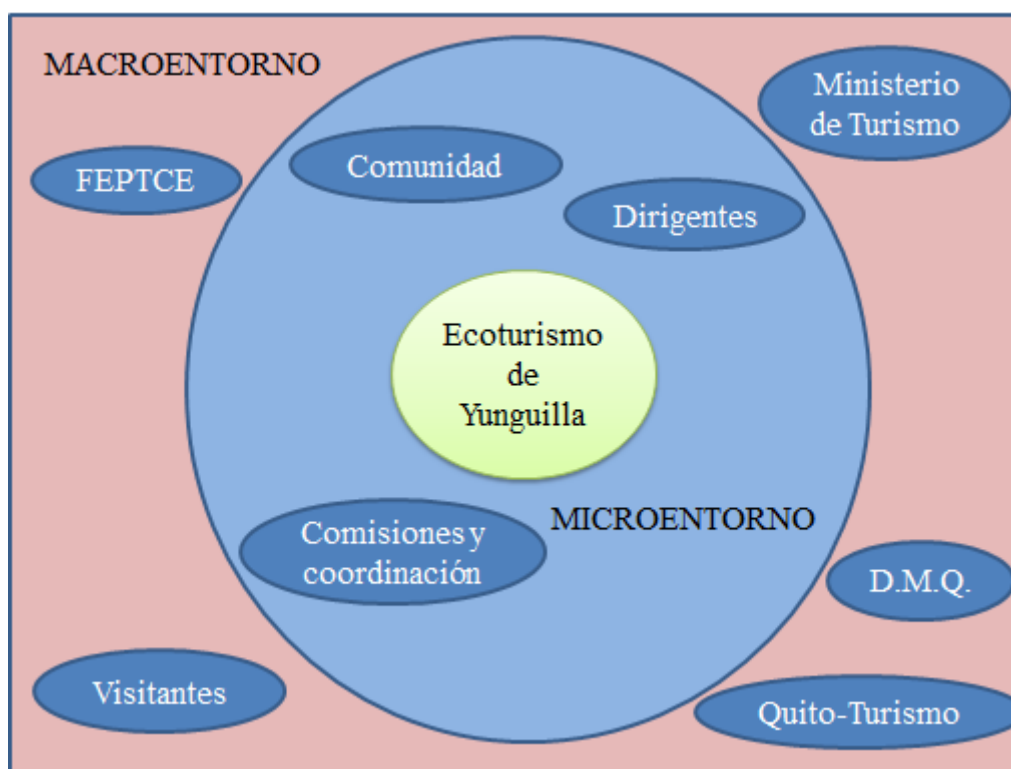 MACROENTORNO
Ministerio
de Turismo
FEPTCE
Comunidad
Dirigentes
Ecoturismo
de
Yunguilla
Comisiones y
coordinación
MICROENTORNO
D.M.Q.
Visitantes
Quito-Turismo